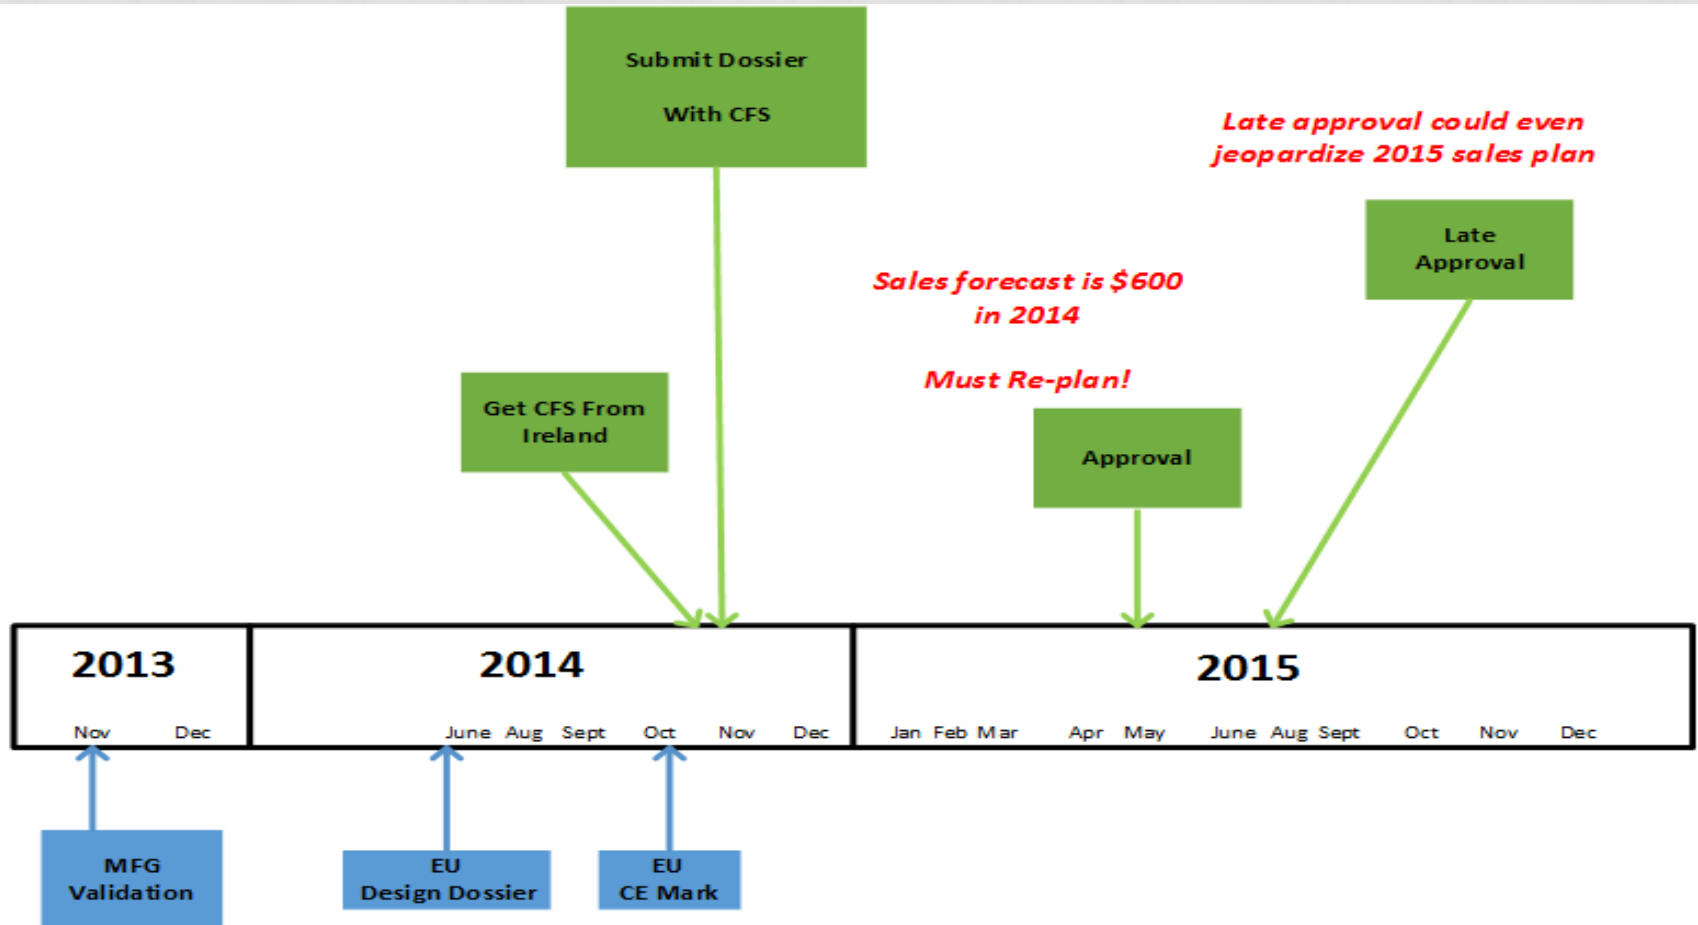 Submit Dossier
With CFS
Late approval could even
jeopardize 2015 sales plan
Late
Approval
Sales forecast is $600
in 2014
Must Re-plan!
Get CFS From
Ireland
Approval
2013
2014
2015
Nov Dec
June Aug Sept Oct Nov Dec
Jan Feb Mar Apr May June Aug Sept Oct Nov Dec
MFG
Validation
EU
Design Dossier
EU
CE Mark